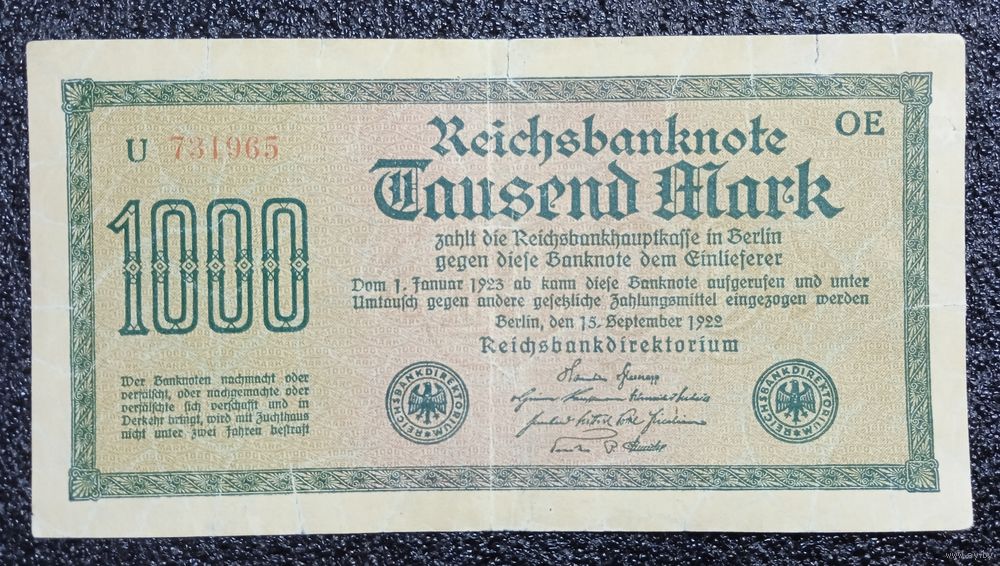 U 731965
OE
Reichsbanknote
Tausend Mark
1000
zahlt die Reichsbankhauptkasse in Berlin
gegen diese Banknote dem Einlieferer
Vom 1. Januar 1923 ab kann diese Banknote aufgerufen und unter
Umtausch gegen andere gesetzliche Zahlungsmittel eingezogen werden
Berlin, den 15. September 1922
Reichsbankdirektorium
Wer Banknoten nachmacht oder
verfälscht, oder nachgemachte oder
verfälschte sich verschafft und in
Verkehr bringt, wird mit Zuchthaus
nicht unter zwei Jahren bestraft
REICHSBANKDIREKTORIUM
REICHSBANKDIREKTORIUM